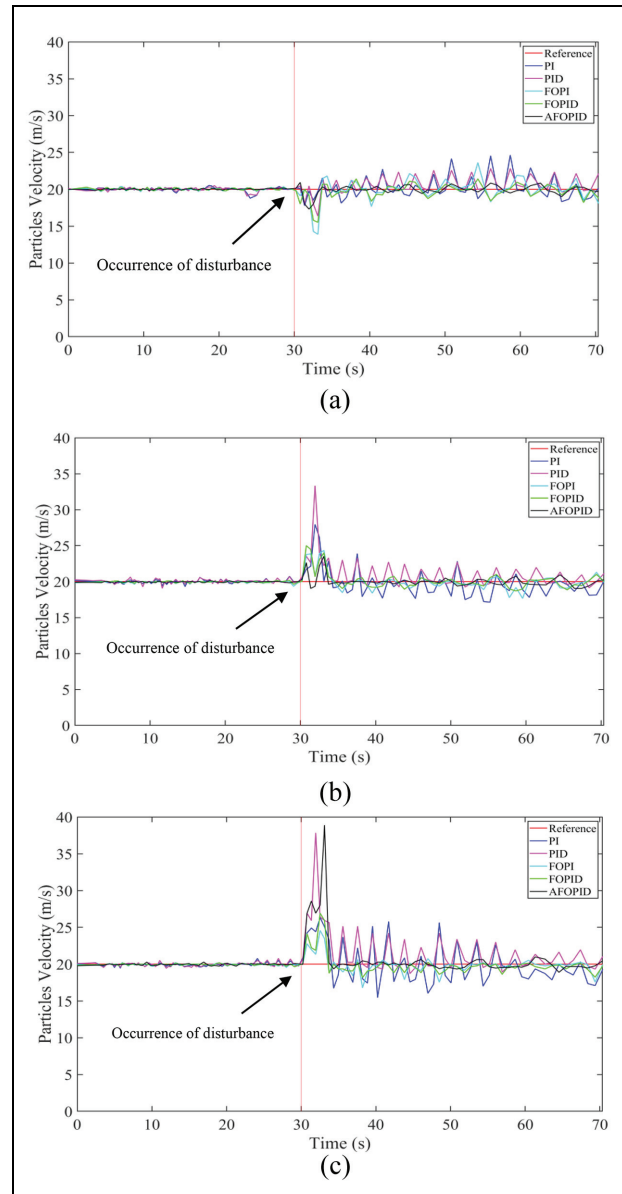 40
35
30
25
20
15
10
5
0
Particles Velocity (m/s)
Reference
PI
PID
FOPI
FOPID
AFOPID
Occurrence of disturbance
0 10 20 30 40 50 60 70
Time (s)
(a)
40
35
30
25
20
15
10
5
0
Particles Velocity (m/s)
Reference
PI
PID
FOPI
FOPID
AFOPID
Occurrence of disturbance
0 10 20 30 40 50 60 70
Time (s)
(b)
40
35
30
25
20
15
10
5
0
Particles Velocity (m/s)
Reference
PI
PID
FOPI
FOPID
AFOPID
Occurrence of disturbance
0 10 20 30 40 50 60 70
Time (s)
(c)